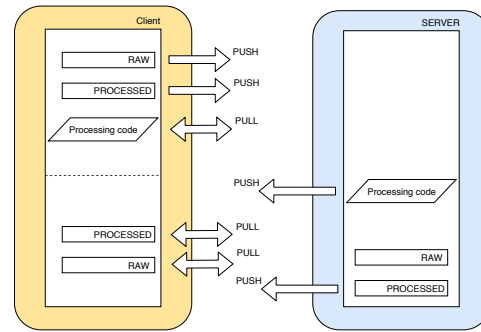 Client
RAW
PUSH
PROCESSED
PUSH
Processing code
PULL
PROCESSED
PULL
RAW
PULL
SERVER
PUSH
Processing code
RAW
PUSH
PROCESSED